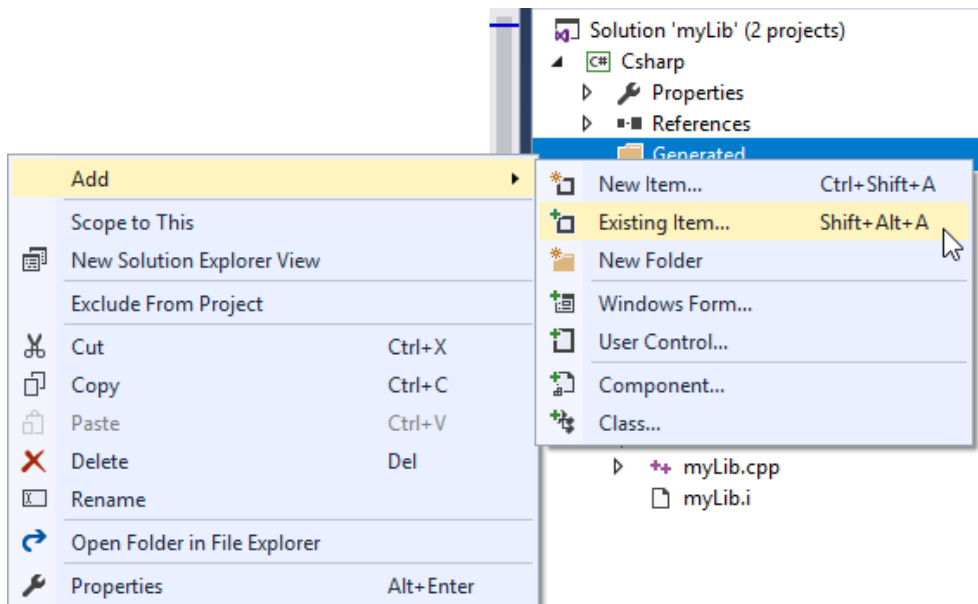 Solution 'myLib' (2 projects)
C# Csharp
Properties
References
Generated
Add
Scope to This
New Solution Explorer View
Exclude From Project
Cut Ctrl+X
Copy Ctrl+C
Paste Ctrl+V
Delete Del
Rename
Open Folder in File Explorer
Properties Alt+Enter
New Item... Ctrl+Shift+A
Existing Item... Shift+Alt+A
New Folder
Windows Form...
User Control...
Component...
Class...
++ myLib.cpp
myLib.i